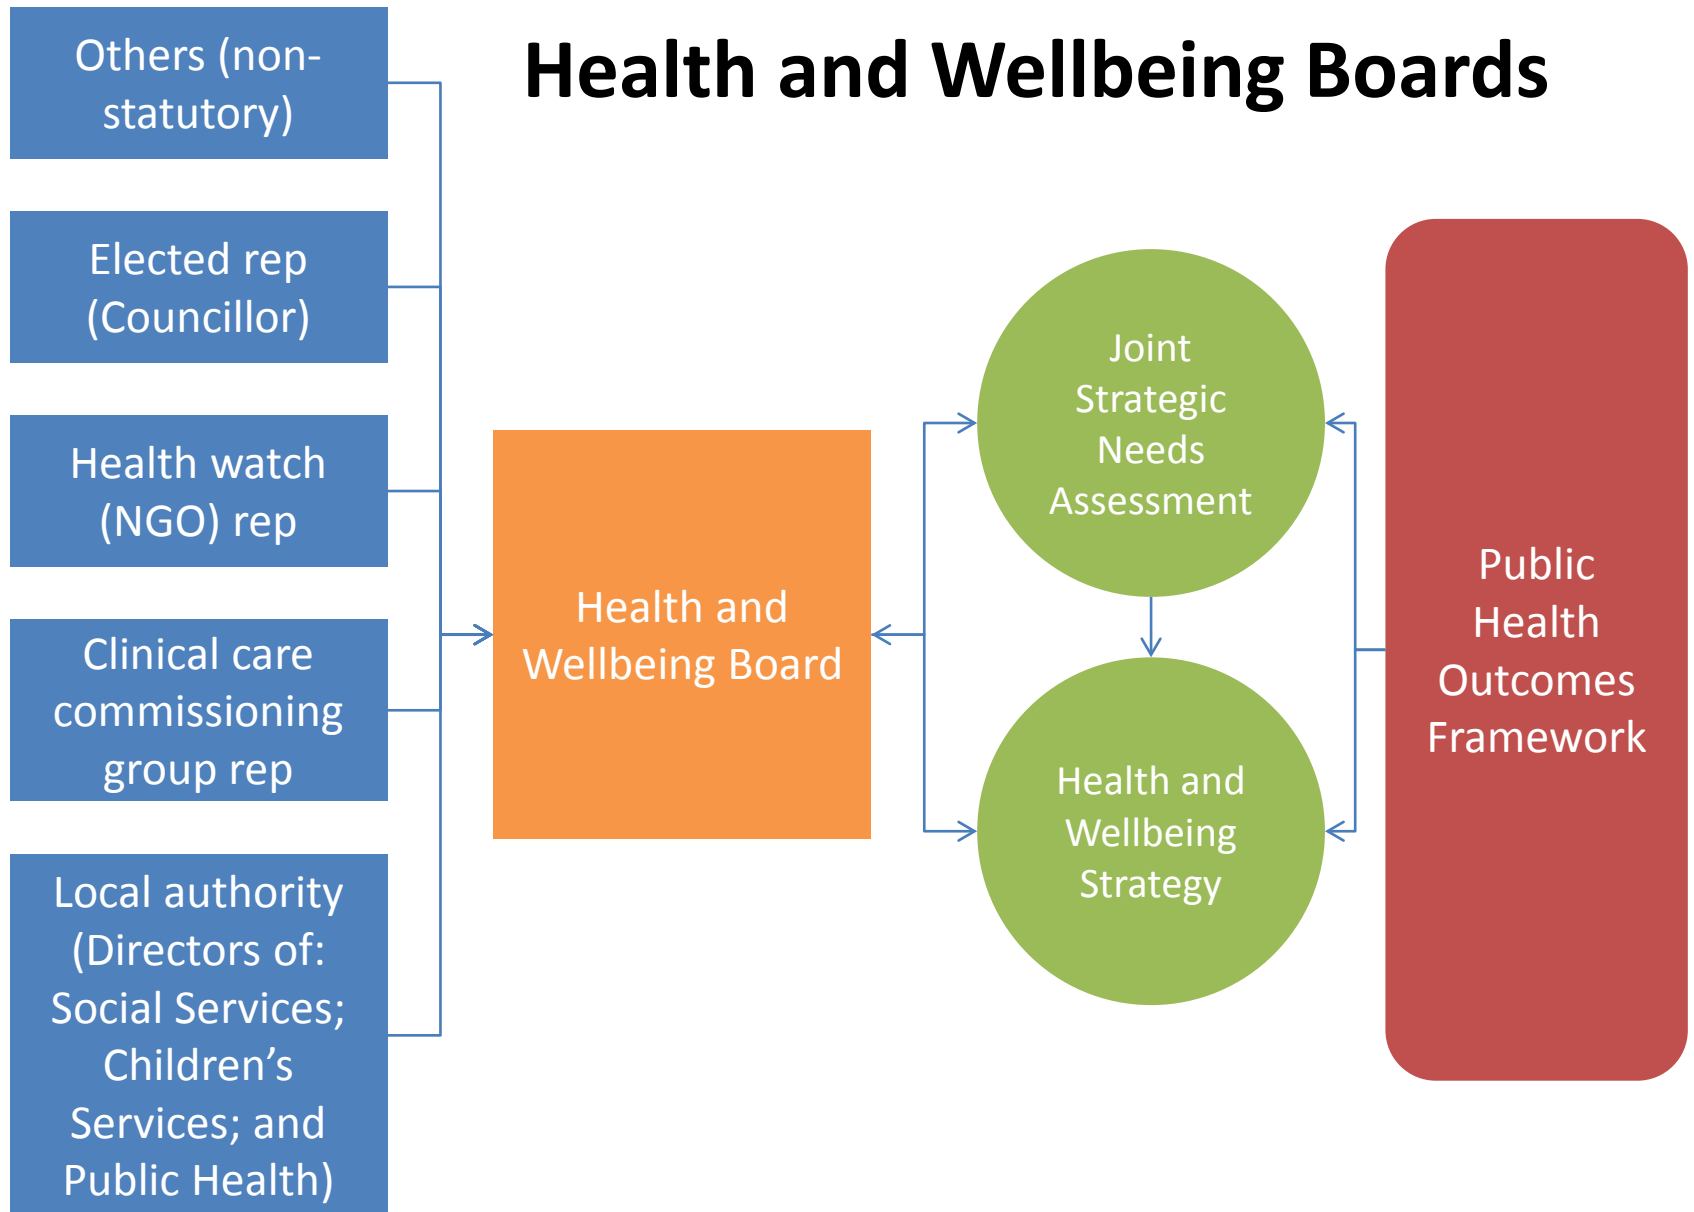 Health and Wellbeing Boards
Others (non-
statutory)
Elected rep
(Councillor)
Health watch
(NGO) rep
Clinical care
commissioning
group rep
Local authority
(Directors of:
Social Services;
Children’s
Services; and
Public Health)
Health and
Wellbeing Board
Joint
Strategic
Needs
Assessment
Health and
Wellbeing
Strategy
Public
Health
Outcomes
Framework